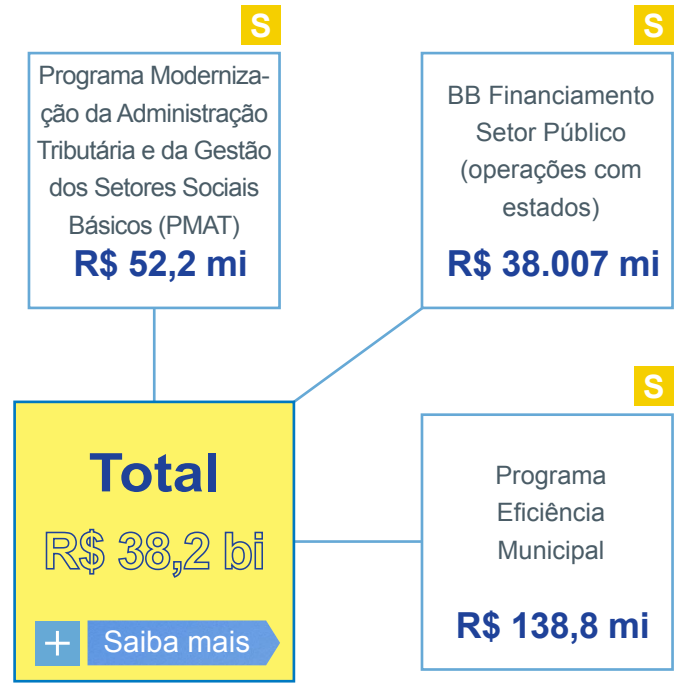 S
Programa Moderniza-
ção da Administração
Tributária e da Gestão
dos Setores Sociais
Básicos (PMAT)
R$ 52,2 mi
S
BB Financiamento
Setor Público
(operações com
estados)
R$ 38.007 mi
Total
R$ 38,2 bi
+ Saiba mais
S
Programa
Eficiência
Municipal
R$ 138,8 mi